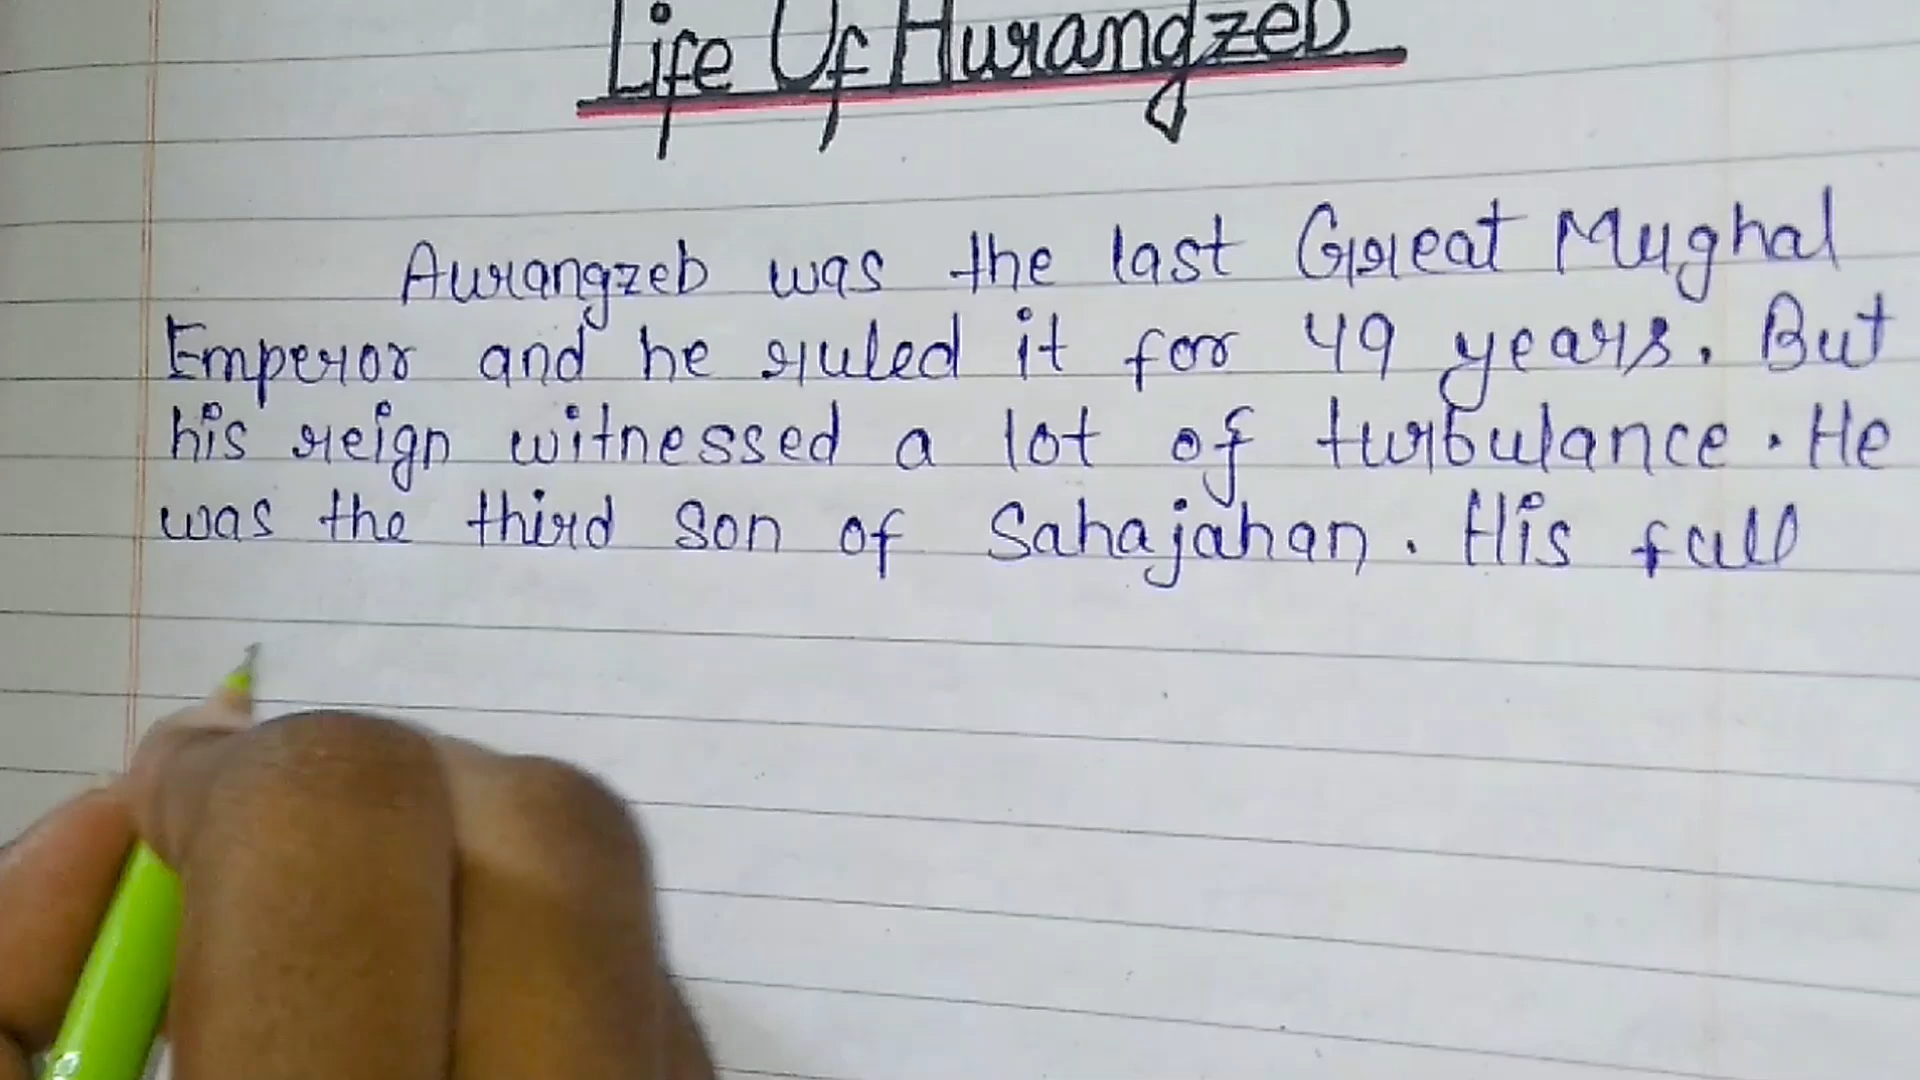 Life Of Aurangzeb
Aurangzeb was the last Great Mughal
Emperor and he ruled it for 49 years. But
his reign witnessed a lot of turbulance. He
was the third son of Sahajahan. His full